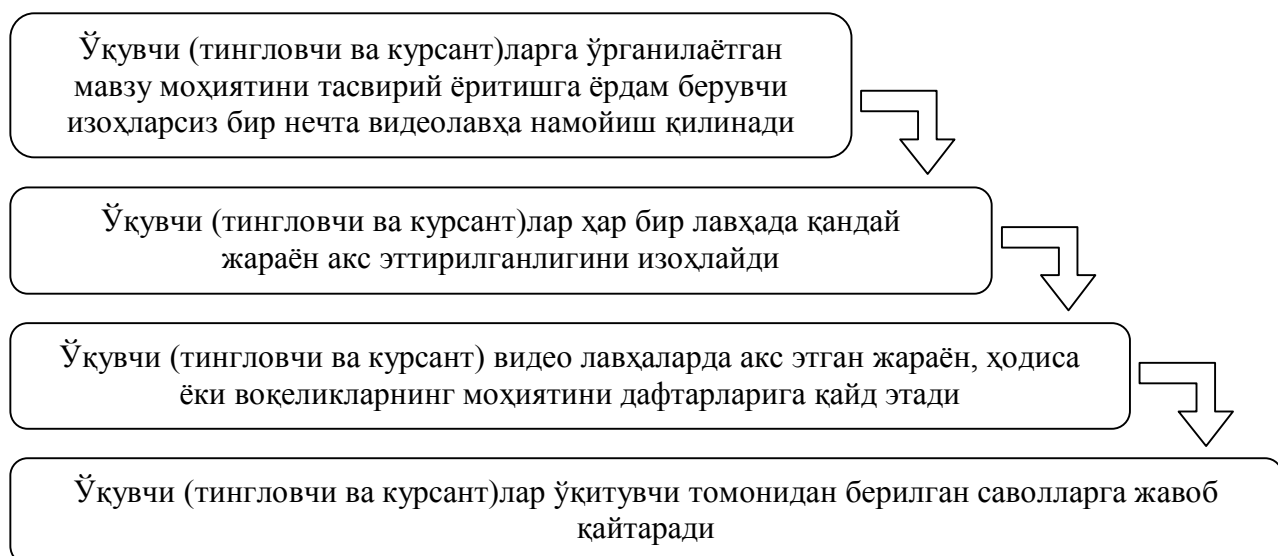 Ўқувчи (тингловчи ва курсант)ларга ўрганилаётган
мавзу моҳиятини тасвирий ёритишга ёрдам берувчи
изоҳларсиз бир нечта видеолавҳа намойиш қилинади
Ўқувчи (тингловчи ва курсант)лар ҳар бир лавҳада қандай
жараён акс эттирилганлигини изоҳлайди
Ўқувчи (тингловчи ва курсант) видео лавҳаларда акс этган жараён, ҳодиса
ёки воқеликларнинг моҳиятини дафтарларига қайд этади
Ўқувчи (тингловчи ва курсант)лар ўқитувчи томонидан берилган саволларга жавоб
қайтаради